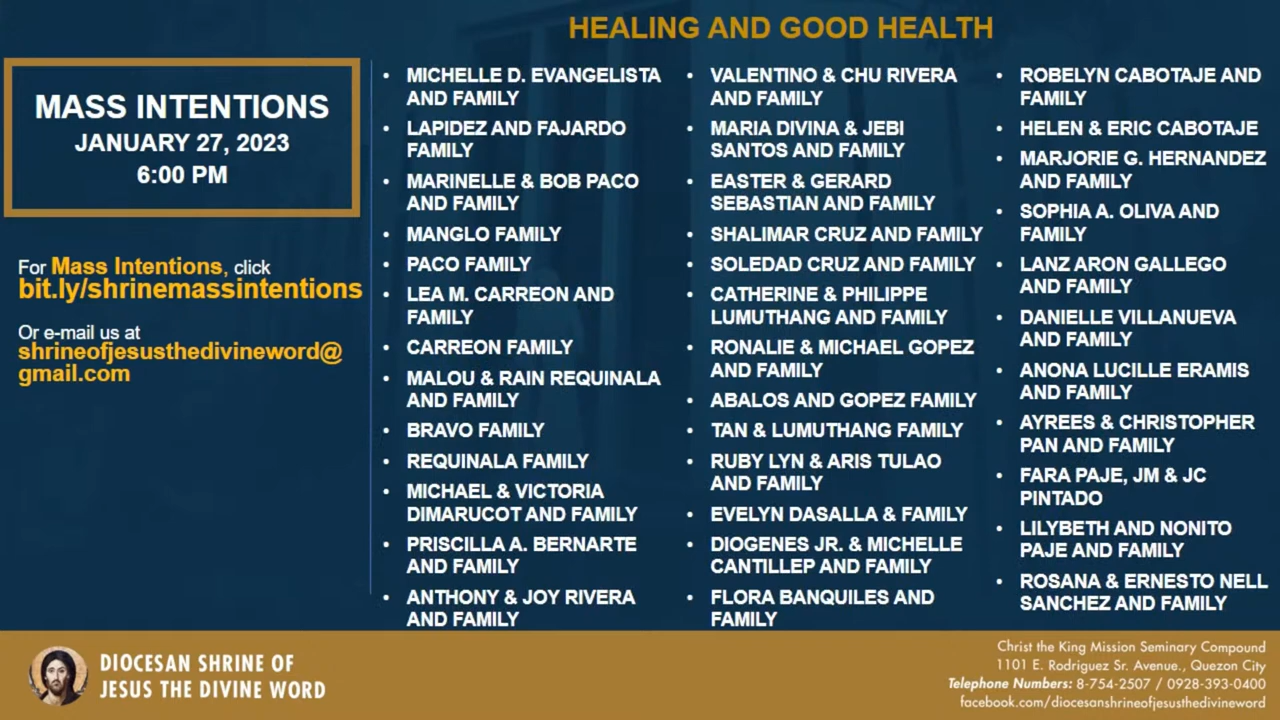 HEALING AND GOOD HEALTH
MASS INTENTIONS
JANUARY 27, 2023
6:00 PM
For Mass Intentions, click
bit.ly/shrinemassintentions
Or e-mail us at
shrineofjesusthedivineword@
gmail.com
• MICHELLE D. EVANGELISTA
AND FAMILY
• LAPIDEZ AND FAJARDO
FAMILY
• MARINELLE & BOB PACO
AND FAMILY
• MANGLO FAMILY
• PACO FAMILY
• LEA M. CARREON AND
FAMILY
• CARREON FAMILY
• MALOU & RAIN REQUINALA
AND FAMILY
• BRAVO FAMILY
• REQUINALA FAMILY
• MICHAEL & VICTORIA
DIMARUCOT AND FAMILY
• PRISCILLA A. BERNARTE
AND FAMILY
• ANTHONY & JOY RIVERA
AND FAMILY
• VALENTINO & CHU RIVERA
AND FAMILY
• MARIA DIVINA & JEBI
SANTOS AND FAMILY
• EASTER & GERARD
SEBASTIAN AND FAMILY
• SHALIMAR CRUZ AND FAMILY
• SOLEDAD CRUZ AND FAMILY
• CATHERINE & PHILIPPE
LUMUTHANG AND FAMILY
• RONALIE & MICHAEL GOPEZ
AND FAMILY
• ABALOS AND GOPEZ FAMILY
• TAN & LUMUTHANG FAMILY
• RUBY LYN & ARIS TULAO
AND FAMILY
• EVELYN DASALLA & FAMILY
• DIOGENES JR. & MICHELLE
CANTILLEP AND FAMILY
• FLORA BANQUILES AND
FAMILY
• ROBELYN CABOTAJE AND
FAMILY
• HELEN & ERIC CABOTAJE
• MARJORIE G. HERNANDEZ
AND FAMILY
• SOPHIA A. OLIVA AND
FAMILY
• LANZ ARON GALLEGO
AND FAMILY
• DANIELLE VILLANUEVA
AND FAMILY
• ANONA LUCILLE ERAMIS
AND FAMILY
• AYREES & CHRISTOPHER
PAN AND FAMILY
• FARA PAJE, JM & JC
PINTADO
• LILYBETH AND NONITO
PAJE AND FAMILY
• ROSANA & ERNESTO NELL
SANCHEZ AND FAMILY
DIOCESAN SHRINE OF
JESUS THE DIVINE WORD
Christ the King Mission Seminary Compound
1101 E. Rodriguez Sr. Avenue., Quezon City
Telephone Numbers: 8-754-2507 / 0928-393-0400
facebook.com/diocesanshrineofjesusthedivineword